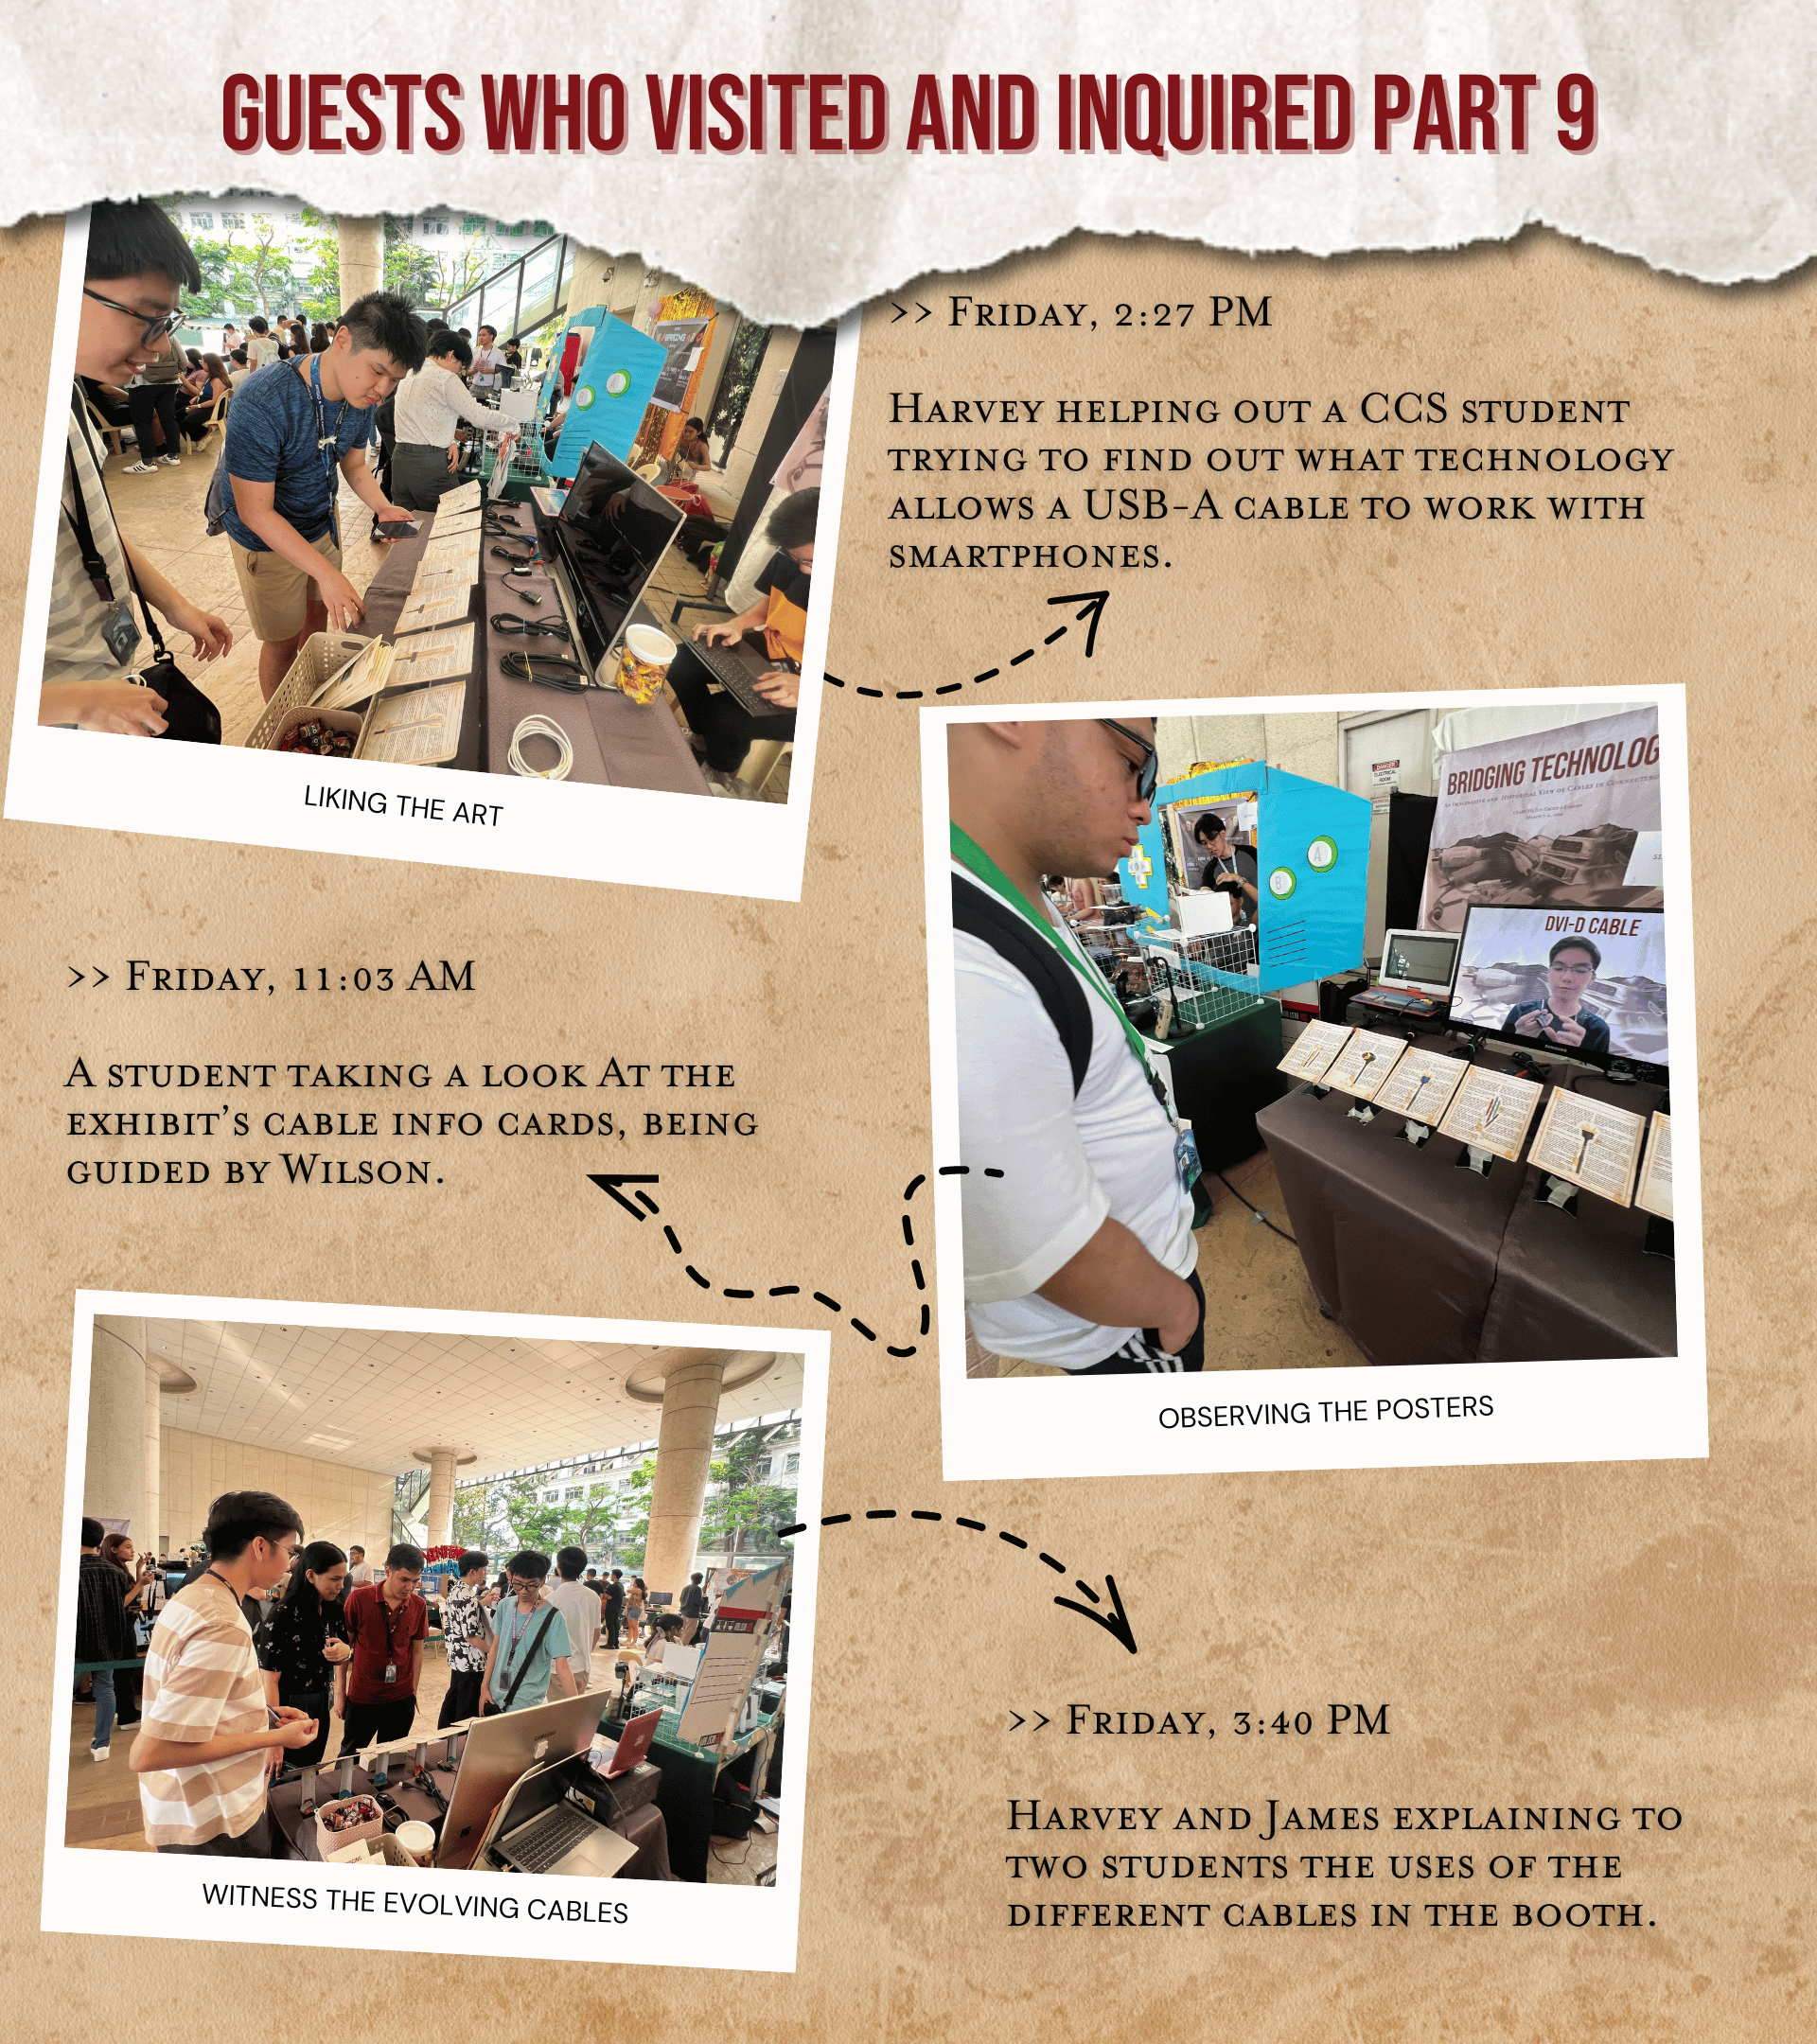 GUESTS WHO VISITED AND INQUIRED PART 9
>> Friday, 2:27 PM
Harvey helping out a CCS student
trying to find out what technology
allows a USB-A cable to work with
smartphones.
LIKING THE ART
BRIDGING TECHNOLOG
DANGER
ELECTRICAL
ROOM
A
B
DVI-D CABLE
SAMSUNG
OBSERVING THE POSTERS
>> Friday, 11:03 AM
A student taking a look At the
exhibit's cable info cards, being
guided by Wilson.
WITNESS THE EVOLVING CABLES
>> Friday, 3:40 PM
Harvey and James explaining to
two students the uses of the
different cables in the booth.